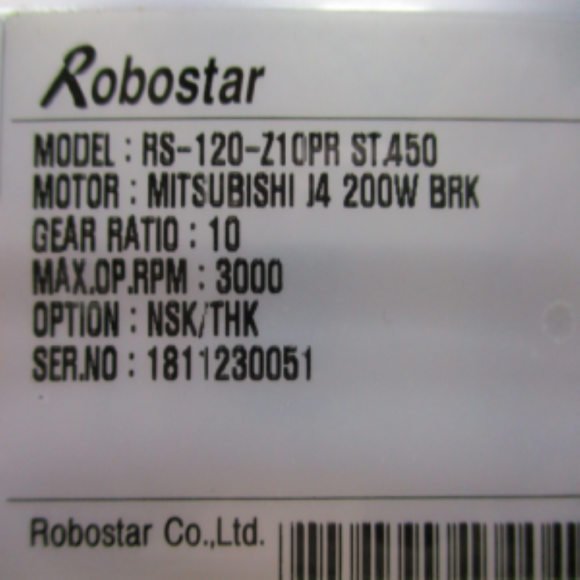 Robostar
MODEL : RS-120-Z10PR ST.450
MOTOR : MITSUBISHI J4 200W BRK
GEAR RATIO : 10
MAX.OP.RPM : 3000
OPTION : NSK/THK
SER.NO : 1811230051
Robostar Co.,Ltd.